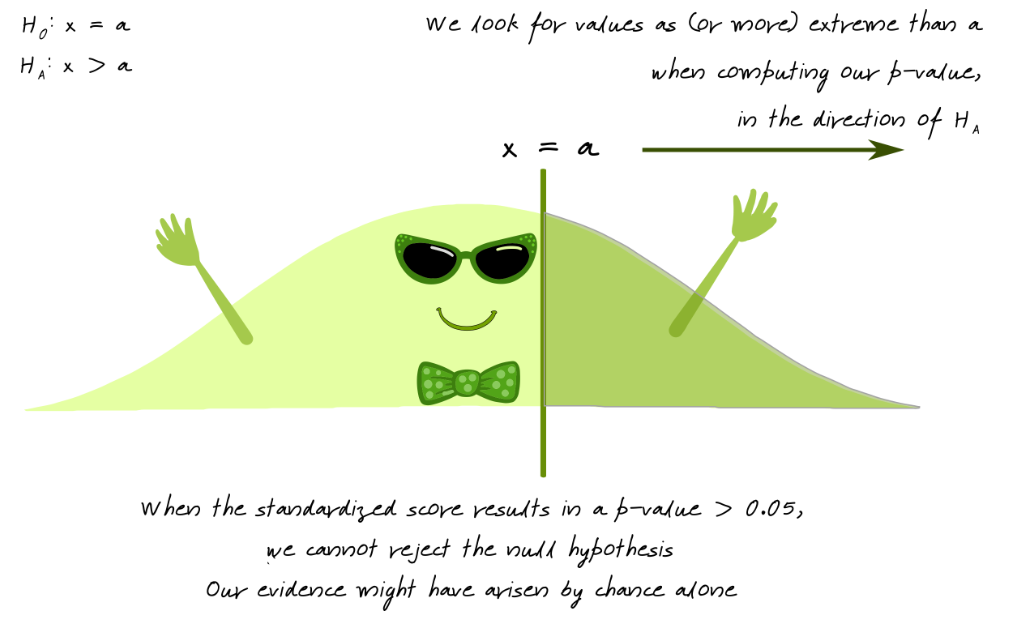 H₀: x = a
H_A: x > a
We look for values as (or more) extreme than a
when computing our p-value,
in the direction of H_A
x = a
When the standardized score results in a p-value > 0.05,
we cannot reject the null hypothesis
Our evidence might have arisen by chance alone